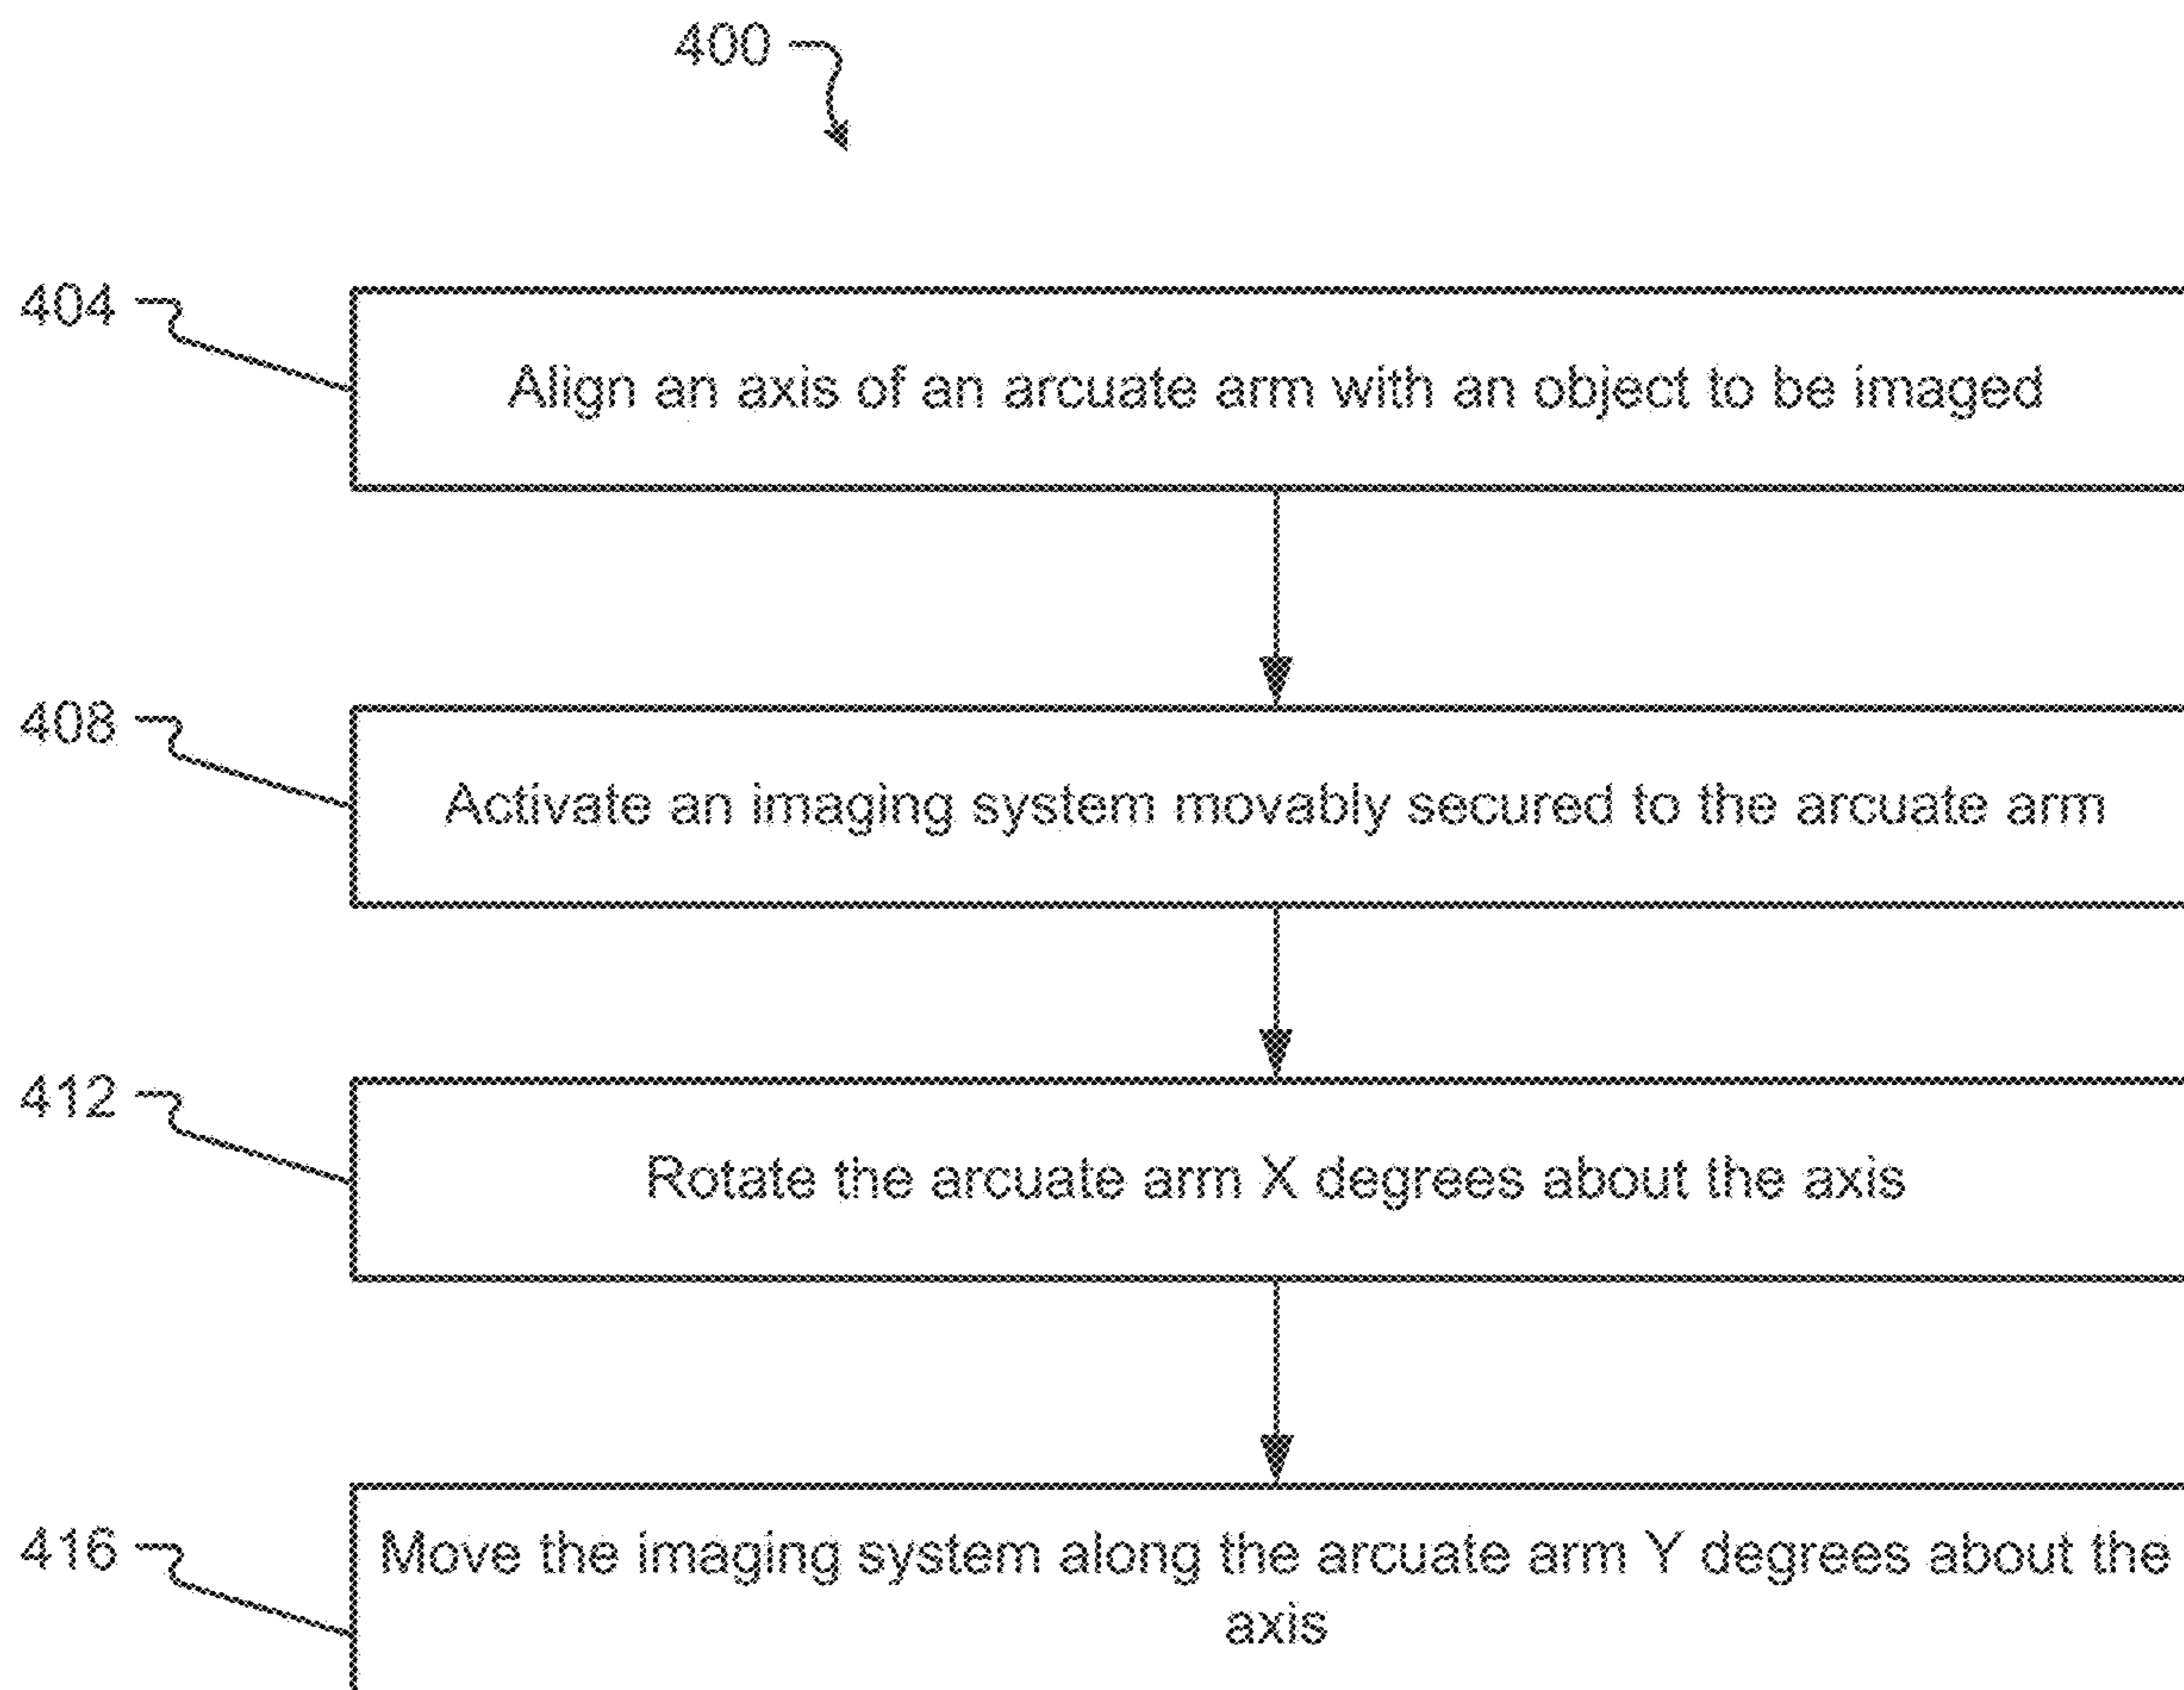 400
404
Align an axis of an arcuate arm with an object to be imaged
408
Activate an imaging system movably secured to the arcuate arm
412
Rotate the arcuate arm X degrees about the axis
416
Move the imaging system along the arcuate arm Y degrees about the
axis